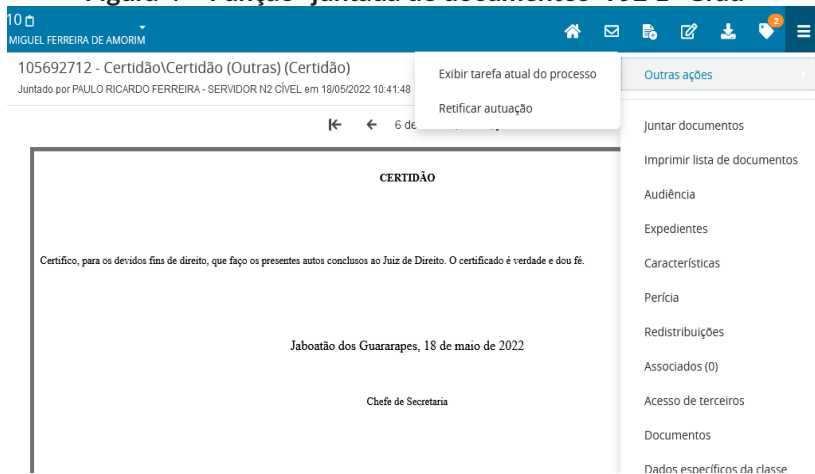 10
MIGUEL FERREIRA DE AMORIM
2
105692712 - Certidão\Certidão (Outras) (Certidão)
Juntado por PAULO RICARDO FERREIRA - SERVIDOR N2 CÍVEL em 18/05/2022 10:41:48
Exibir tarefa atual do processo
Retificar autuação
Outras ações
6 de
Juntar documentos
Imprimir lista de documentos
Audiência
Expedientes
Características
Perícia
Redistribuições
Associados (0)
Acesso de terceiros
Documentos
Dados específicos da classe
CERTIDÃO
Certifico, para os devidos fins de direito, que faço os presentes autos conclusos ao Juiz de Direito. O certificado é verdade e dou fé.
Jaboatão dos Guararapes, 18 de maio de 2022
Chefe de Secretaria